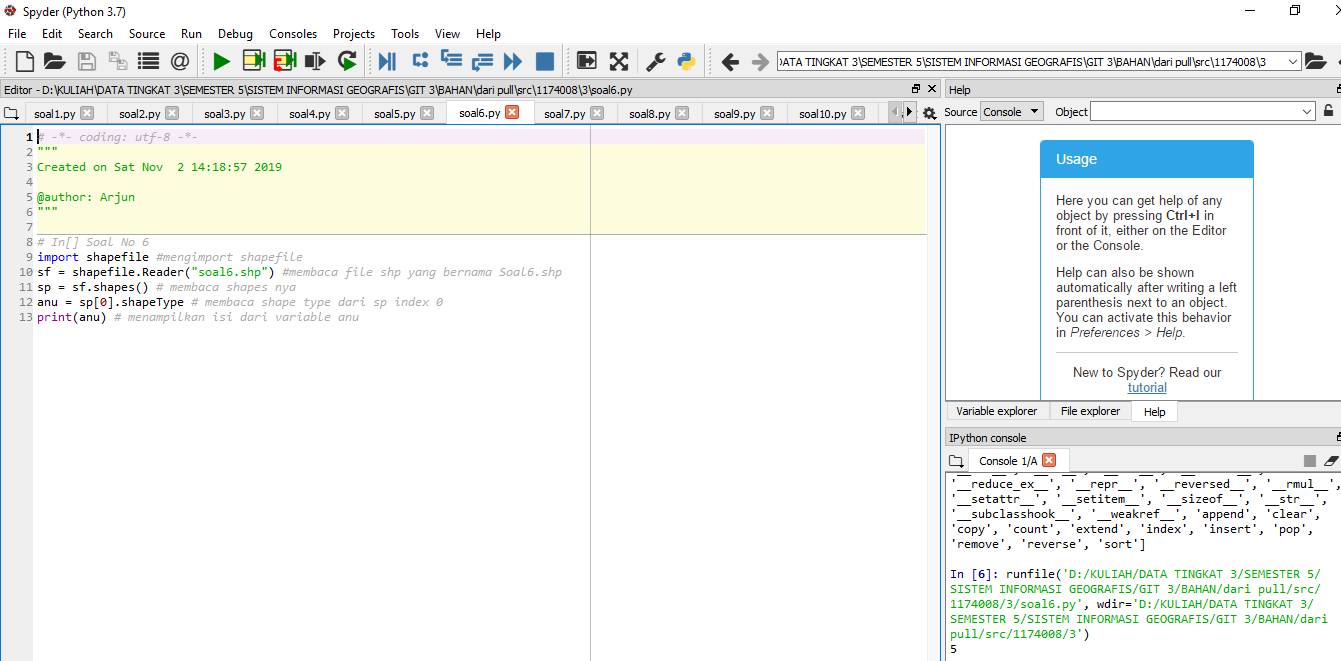 Spyder (Python 3.7)
File Edit Search Source Run Debug Consoles Projects Tools View Help
DATA TINGKAT 3\SEMESTER 5\SISTEM INFORMASI GEOGRAFIS\GIT 3\BAHAN\dari pull\src\1174008\3
Editor - D:\KULIAH\DATA TINGKAT 3\SEMESTER 5\SISTEM INFORMASI GEOGRAFIS\GIT 3\BAHAN\dari pull\src\1174008\3\soal6.py
soal1.py soal2.py soal3.py soal4.py soal5.py soal6.py soal7.py soal8.py soal9.py soal10.py
1 # -*- coding: utf-8 -*-
2 """
3 Created on Sat Nov  2 14:18:57 2019
4
5 @author: Arjun
6 """
7
8 # In[] Soal No 6
9 import shapefile #mengimport shapefile
10 sf = shapefile.Reader("soal6.shp") #membaca file shp yang bernama Soal6.shp
11 sp = sf.shapes() # membaca shapes nya
12 anu = sp[0].shapeType # membaca shape type dari sp index 0
13 print(anu) # menampilkan isi dari variable anu
Help
Source Console Object
Usage
Here you can get help of any
object by pressing Ctrl+I in
front of it, either on the Editor
or the Console.
Help can also be shown
automatically after writing a left
parenthesis next to an object.
You can activate this behavior
in Preferences > Help.
New to Spyder? Read our
tutorial
Variable explorer File explorer Help
IPython console
Console 1/A
'__reduce_ex__', '__repr__', '__reversed__', '__rmul__',
'__setattr__', '__setitem__', '__sizeof__', '__str__',
'__subclasshook__', '__weakref__', 'append', 'clear',
'copy', 'count', 'extend', 'index', 'insert', 'pop',
'remove', 'reverse', 'sort']
In [6]: runfile('D:/KULIAH/DATA TINGKAT 3/SEMESTER 5/
SISTEM INFORMASI GEOGRAFIS/GIT 3/BAHAN/dari pull/src/
1174008/3/soal6.py', wdir='D:/KULIAH/DATA TINGKAT 3/
SEMESTER 5/SISTEM INFORMASI GEOGRAFIS/GIT 3/BAHAN/dari
pull/src/1174008/3')
5